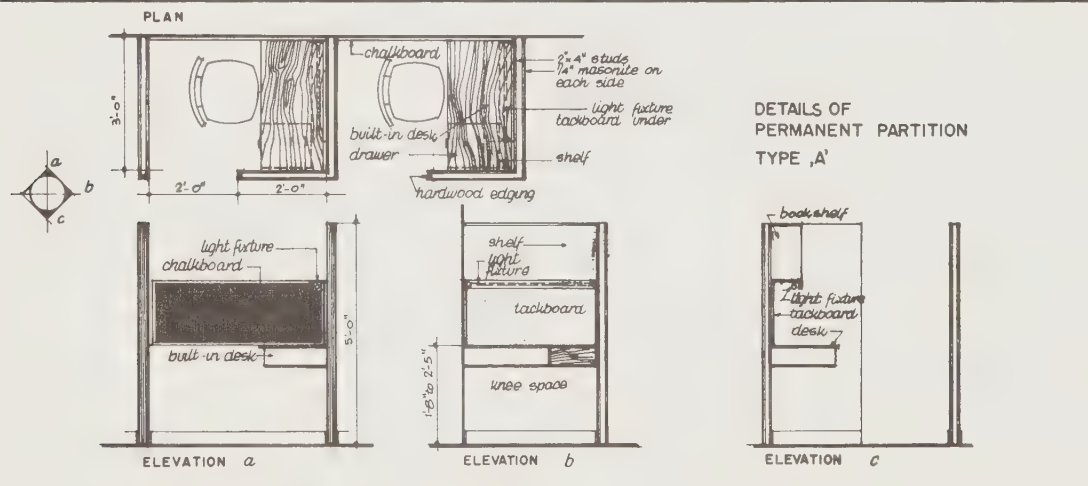 PLAN
chalkboard
2"×4" studs
1/4" masonite on
each side
light fixture
tackboard under
built-in desk
drawer
shelf
hardwood edging
3'-0"
2'-0"
2'-0"
a
b
c
DETAILS OF
PERMANENT PARTITION
TYPE ,A'
light fixture
chalkboard
built-in desk
5'-0"
ELEVATION a
shelf
light
fixture
tackboard
knee space
1'-8" to 2'-5"
ELEVATION b
bookshelf
light fixture
tackboard
desk
ELEVATION c